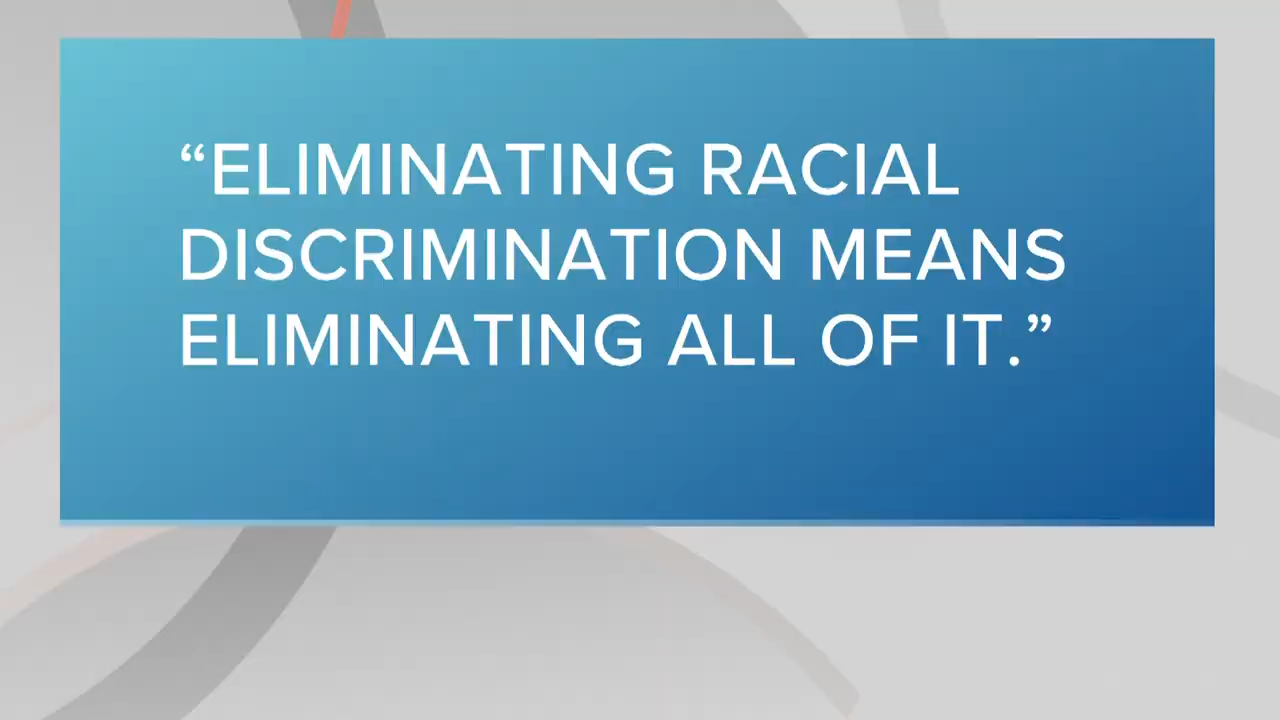 “ELIMINATING RACIAL
DISCRIMINATION MEANS
ELIMINATING ALL OF IT.”